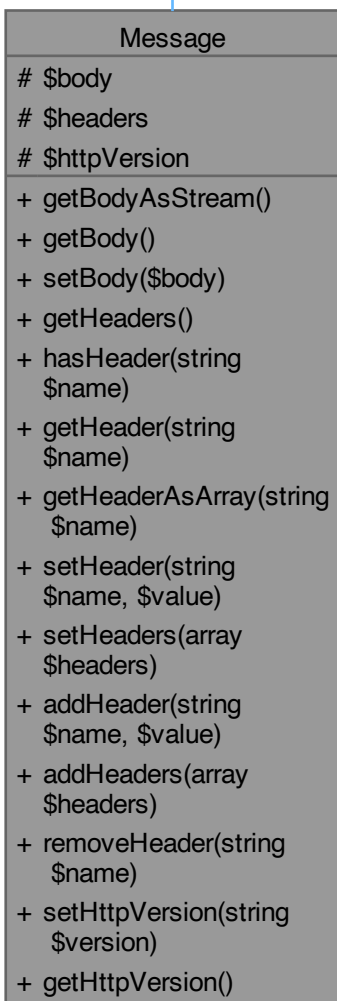 Message
# $body
# $headers
# $httpVersion
+ getBodyAsStream()
+ getBody()
+ setBody($body)
+ getHeaders()
+ hasHeader(string
$name)
+ getHeader(string
$name)
+ getHeaderAsArray(string
$name)
+ setHeader(string
$name, $value)
+ setHeaders(array
$headers)
+ addHeader(string
$name, $value)
+ addHeaders(array
$headers)
+ removeHeader(string
$name)
+ setHttpVersion(string
$version)
+ getHttpVersion()